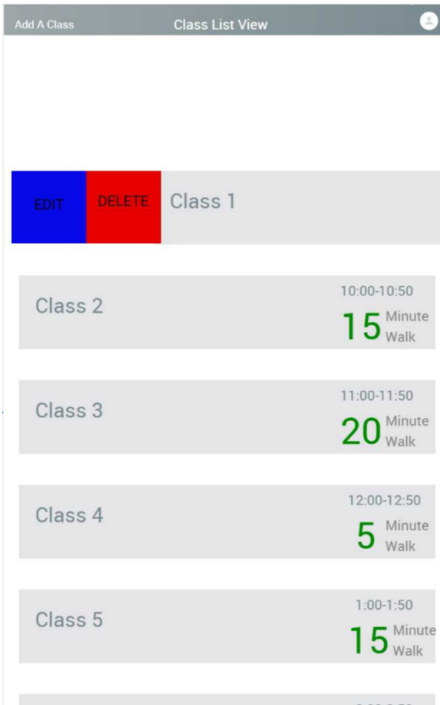 Add A Class Class List View
EDIT DELETE Class 1
Class 2
10:00-10:50
15 Minute
Walk
Class 3
11:00-11:50
20 Minute
Walk
Class 4
12:00-12:50
5 Minute
Walk
Class 5
1:00-1:50
15 Minute
Walk